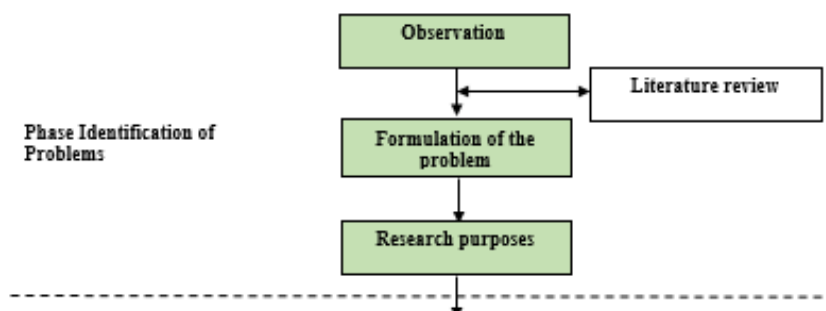 Observation
Literature review
Phase Identification of
Problems
Formulation of the
problem
Research purposes